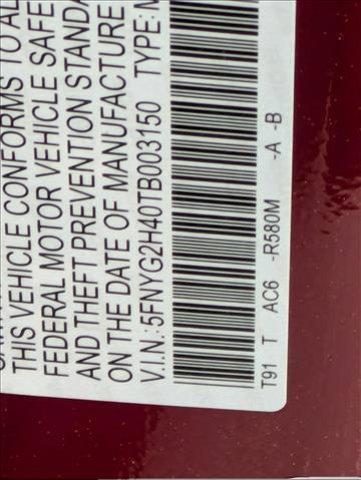 THIS VEHICLE CONFORMS TO AL
FEDERAL MOTOR VEHICLE SAFE
AND THEFT PREVENTION STANDA
ON THE DATE OF MANUFACTURE
V.I.N.: 5FNYG2H40TB003150 TYPE:M
T91 T AC6 -R580M -A -B